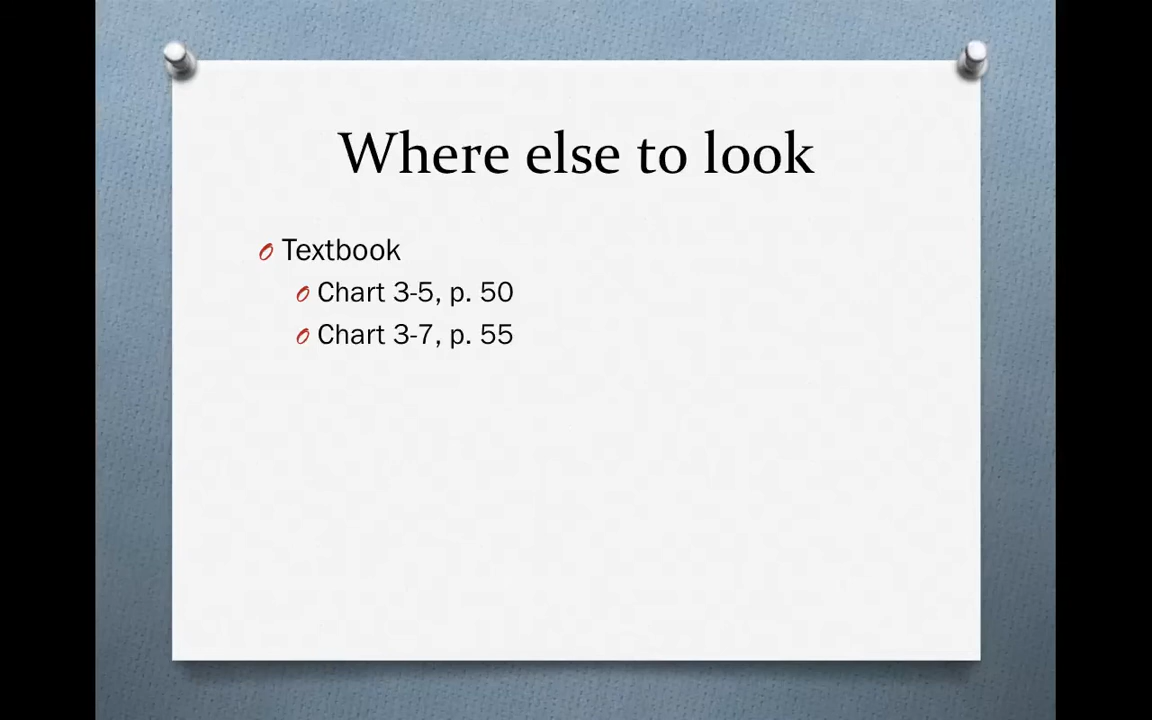 Where else to look
Textbook
Chart 3-5, p. 50
Chart 3-7, p. 55